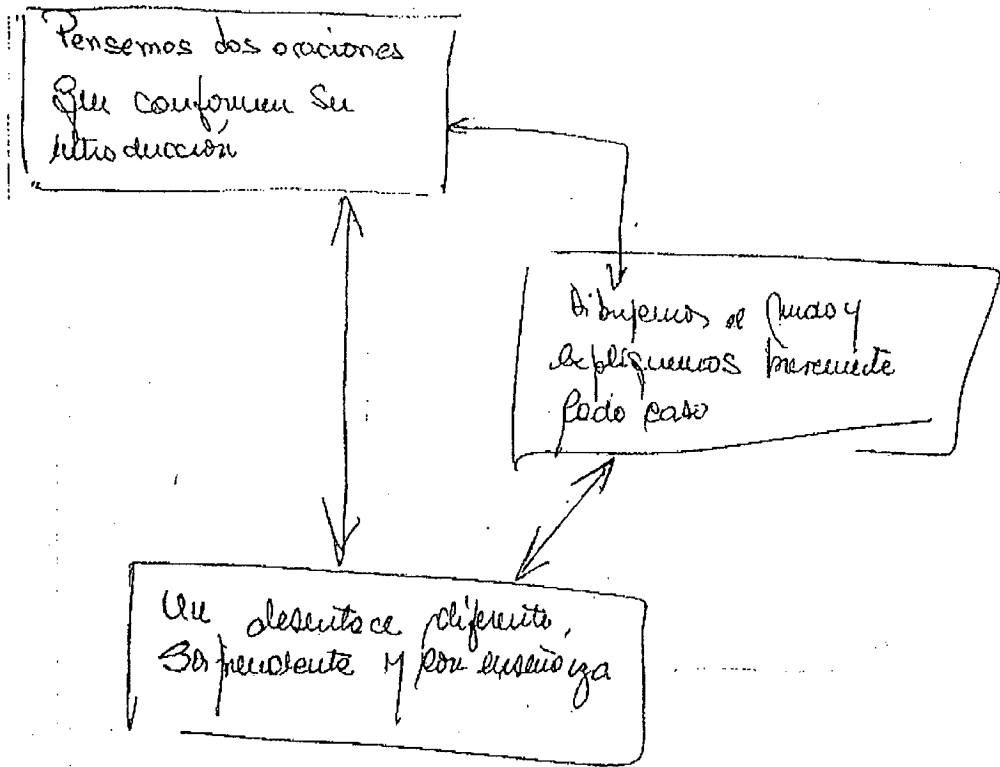 Pensemos dos oraciones
Que conformen su
introducción
Dibujemos el nudo y
expliquemos brevemente
cada caso
Un desenlace diferente,
Sorprendente y con enseñanza